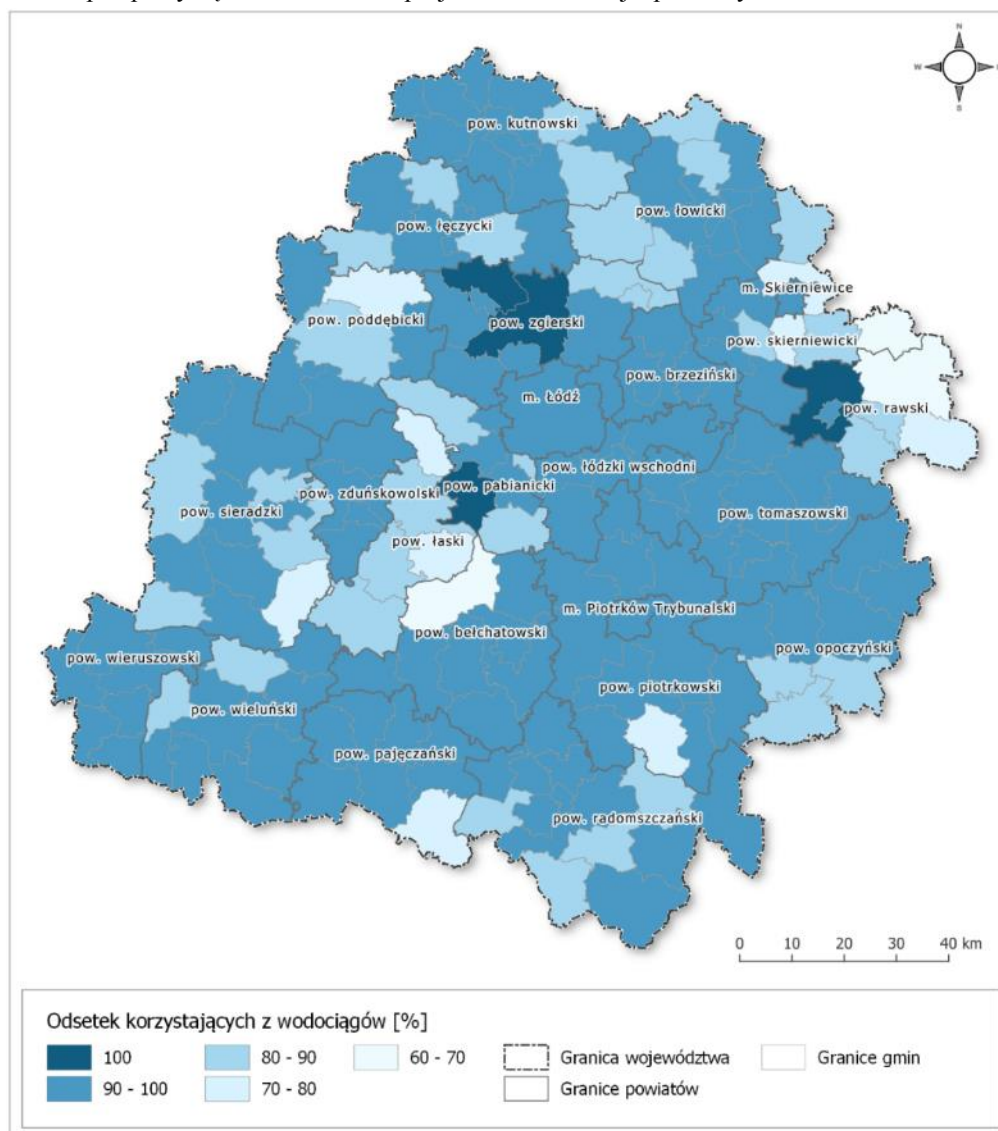 N
W
S
pow. kutnowski
pow. łowicki
pow. łęczycki
m. Skierniewice
pow. poddębicki
pow. zgierski
pow. skierniewicki
pow. brzeziński
m. Łódź
pow. rawski
pow. łódzki wschodni
pow. zduńskowolski
pow. pabianicki
pow. sieradzki
pow. tomaszowski
pow. łaski
m. Piotrków Trybunalski
pow. bełchatowski
pow. opoczyński
pow. wieruszowski
pow. piotrkowski
pow. wieluński
pow. pajęczański
pow. radomszczański
0 10 20 30 40 km
Odsetek korzystających z wodociągów [%]
100 80 - 90 60 - 70 Granica województwa Granice gmin
90 - 100 70 - 80 Granice powiatów